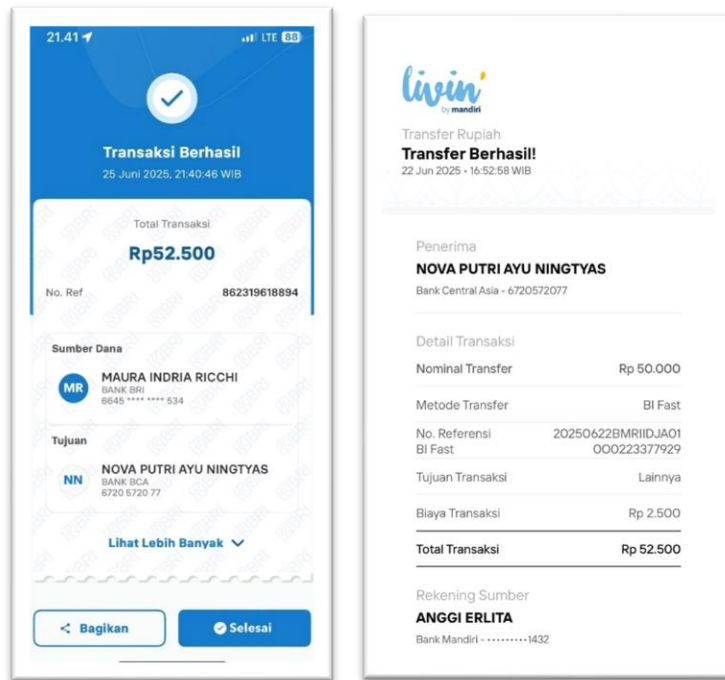 21.41
LTE 88
Transaksi Berhasil
25 Juni 2025, 21:40:46 WIB
Total Transaksi
Rp52.500
No. Ref 862319618894
Sumber Dana
MR
MAURA INDRIA RICCHI
BANK BRI
6645 **** **** 534
Tujuan
NN
NOVA PUTRI AYU NINGTYAS
BANK BCA
6720 5720 77
Lihat Lebih Banyak
Bagikan
Selesai
livin'
by mandiri
Transfer Rupiah
Transfer Berhasil!
22 Jun 2025 • 16:52:58 WIB
Penerima
NOVA PUTRI AYU NINGTYAS
Bank Central Asia - 6720572077
Detail Transaksi
Nominal Transfer Rp 50.000
Metode Transfer BI Fast
No. Referensi 20250622BMRIIDJA01
BI Fast 000223377929
Tujuan Transaksi Lainnya
Biaya Transaksi Rp 2.500
Total Transaksi Rp 52.500
Rekening Sumber
ANGGI ERLITA
Bank Mandiri - •••••••••1432